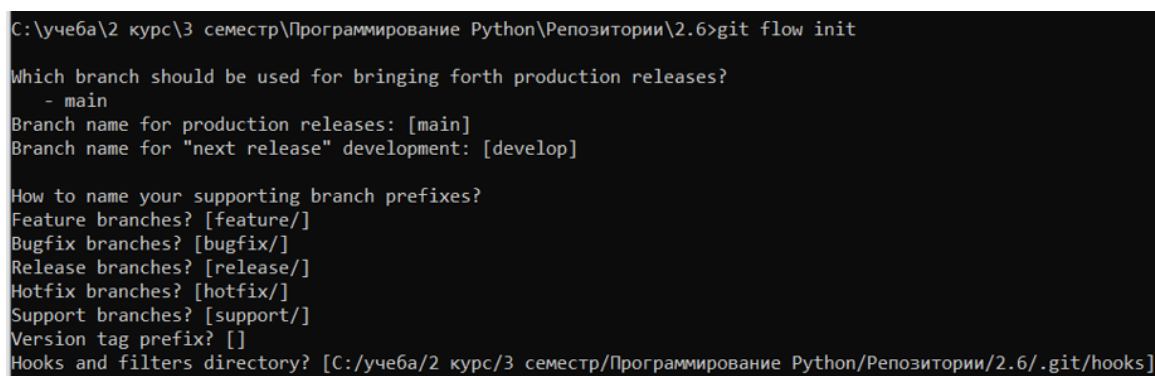 C:\учеба\2 курс\3 семестр\Программирование Python\Репозитории\2.6>git flow init
Which branch should be used for bringing forth production releases?
- main
Branch name for production releases: [main]
Branch name for "next release" development: [develop]
How to name your supporting branch prefixes?
Feature branches? [feature/]
Bugfix branches? [bugfix/]
Release branches? [release/]
Hotfix branches? [hotfix/]
Support branches? [support/]
Version tag prefix? []
Hooks and filters directory? [C:/учеба/2 курс/3 семестр/Программирование Python/Репозитории/2.6/.git/hooks]